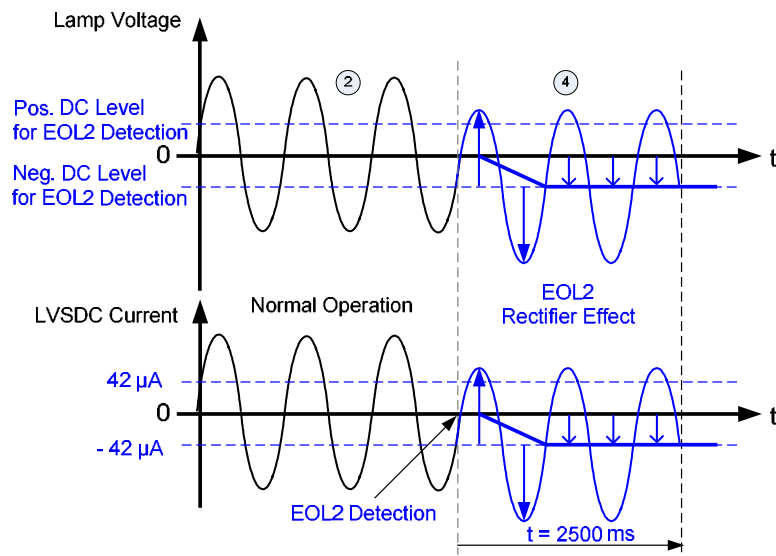 Lamp Voltage
2
4
Pos. DC Level
for EOL2 Detection
0
t
Neg. DC Level
for EOL2 Detection
Normal Operation
EOL2
Rectifier Effect
LVSDC Current
42 µA
0
t
- 42 µA
EOL2 Detection
t = 2500 ms